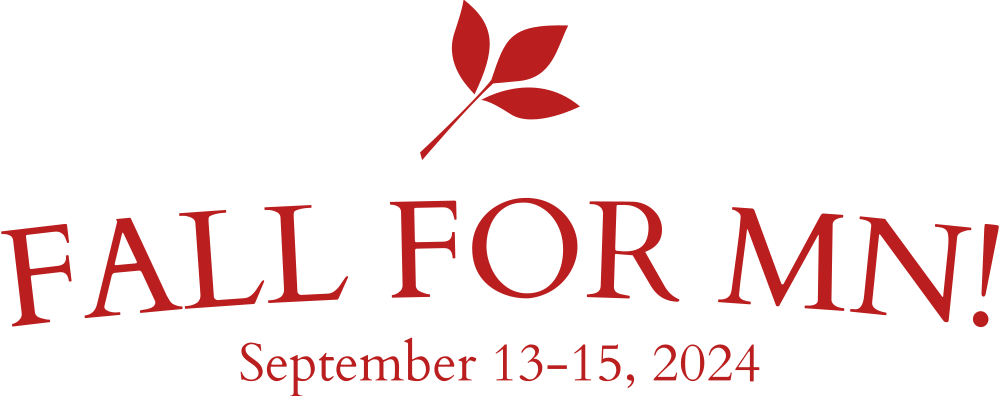 FALL FOR MN!
September 13-15, 2024